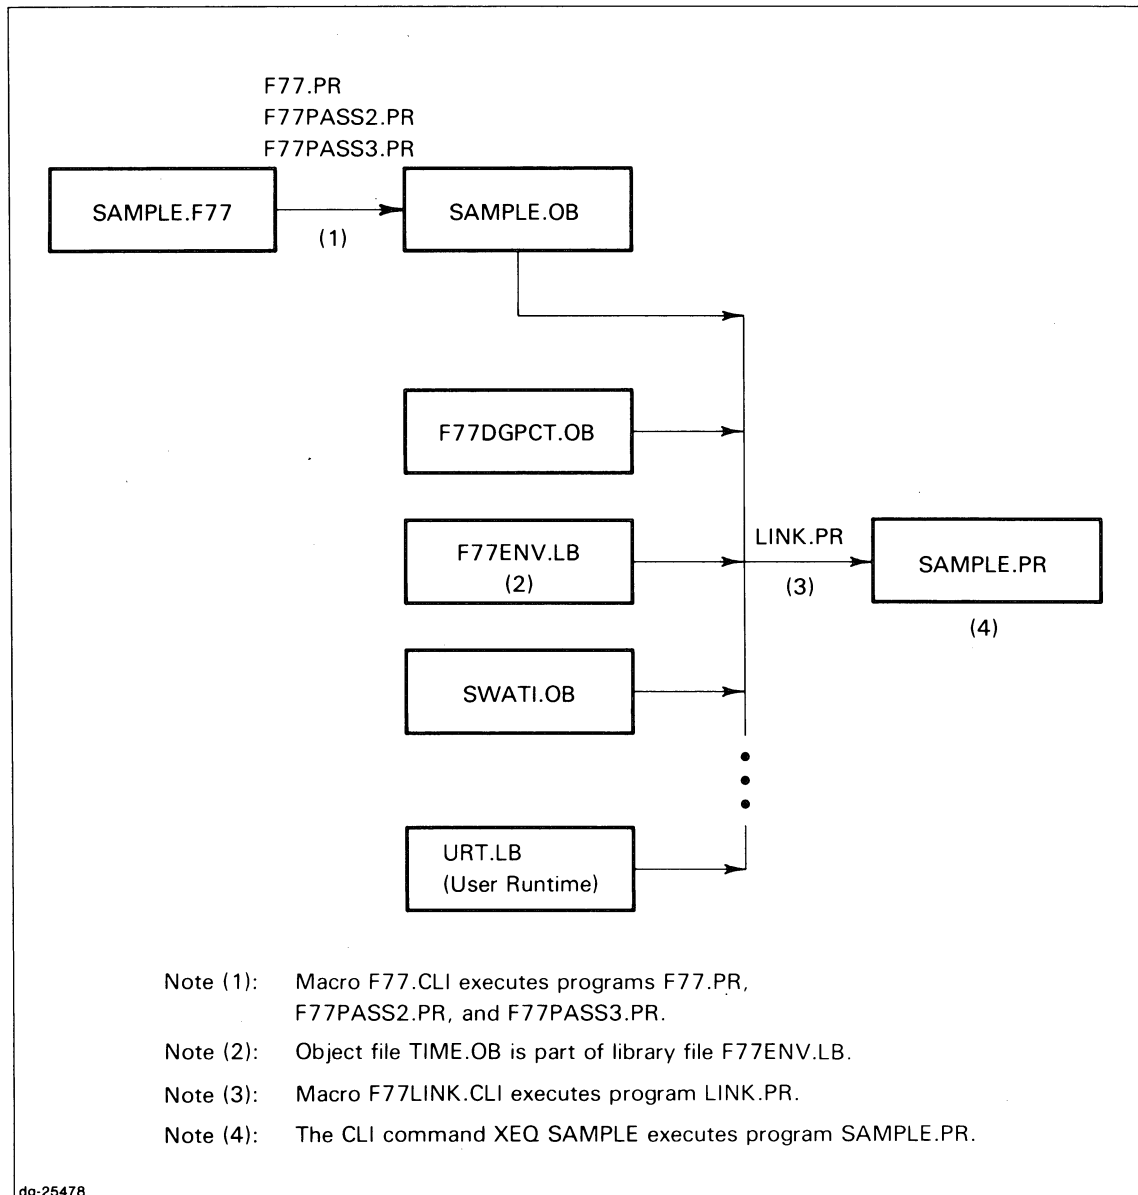 F77.PR
F77PASS2.PR
F77PASS3.PR
SAMPLE.F77
(1)
SAMPLE.OB
F77DGPCT.OB
F77ENV.LB
(2)
LINK.PR
(3)
SAMPLE.PR
(4)
SWATI.OB
URT.LB
(User Runtime)
Note (1): Macro F77.CLI executes programs F77.PR,
F77PASS2.PR, and F77PASS3.PR.
Note (2): Object file TIME.OB is part of library file F77ENV.LB.
Note (3): Macro F77LINK.CLI executes program LINK.PR.
Note (4): The CLI command XEQ SAMPLE executes program SAMPLE.PR.
dg-25478